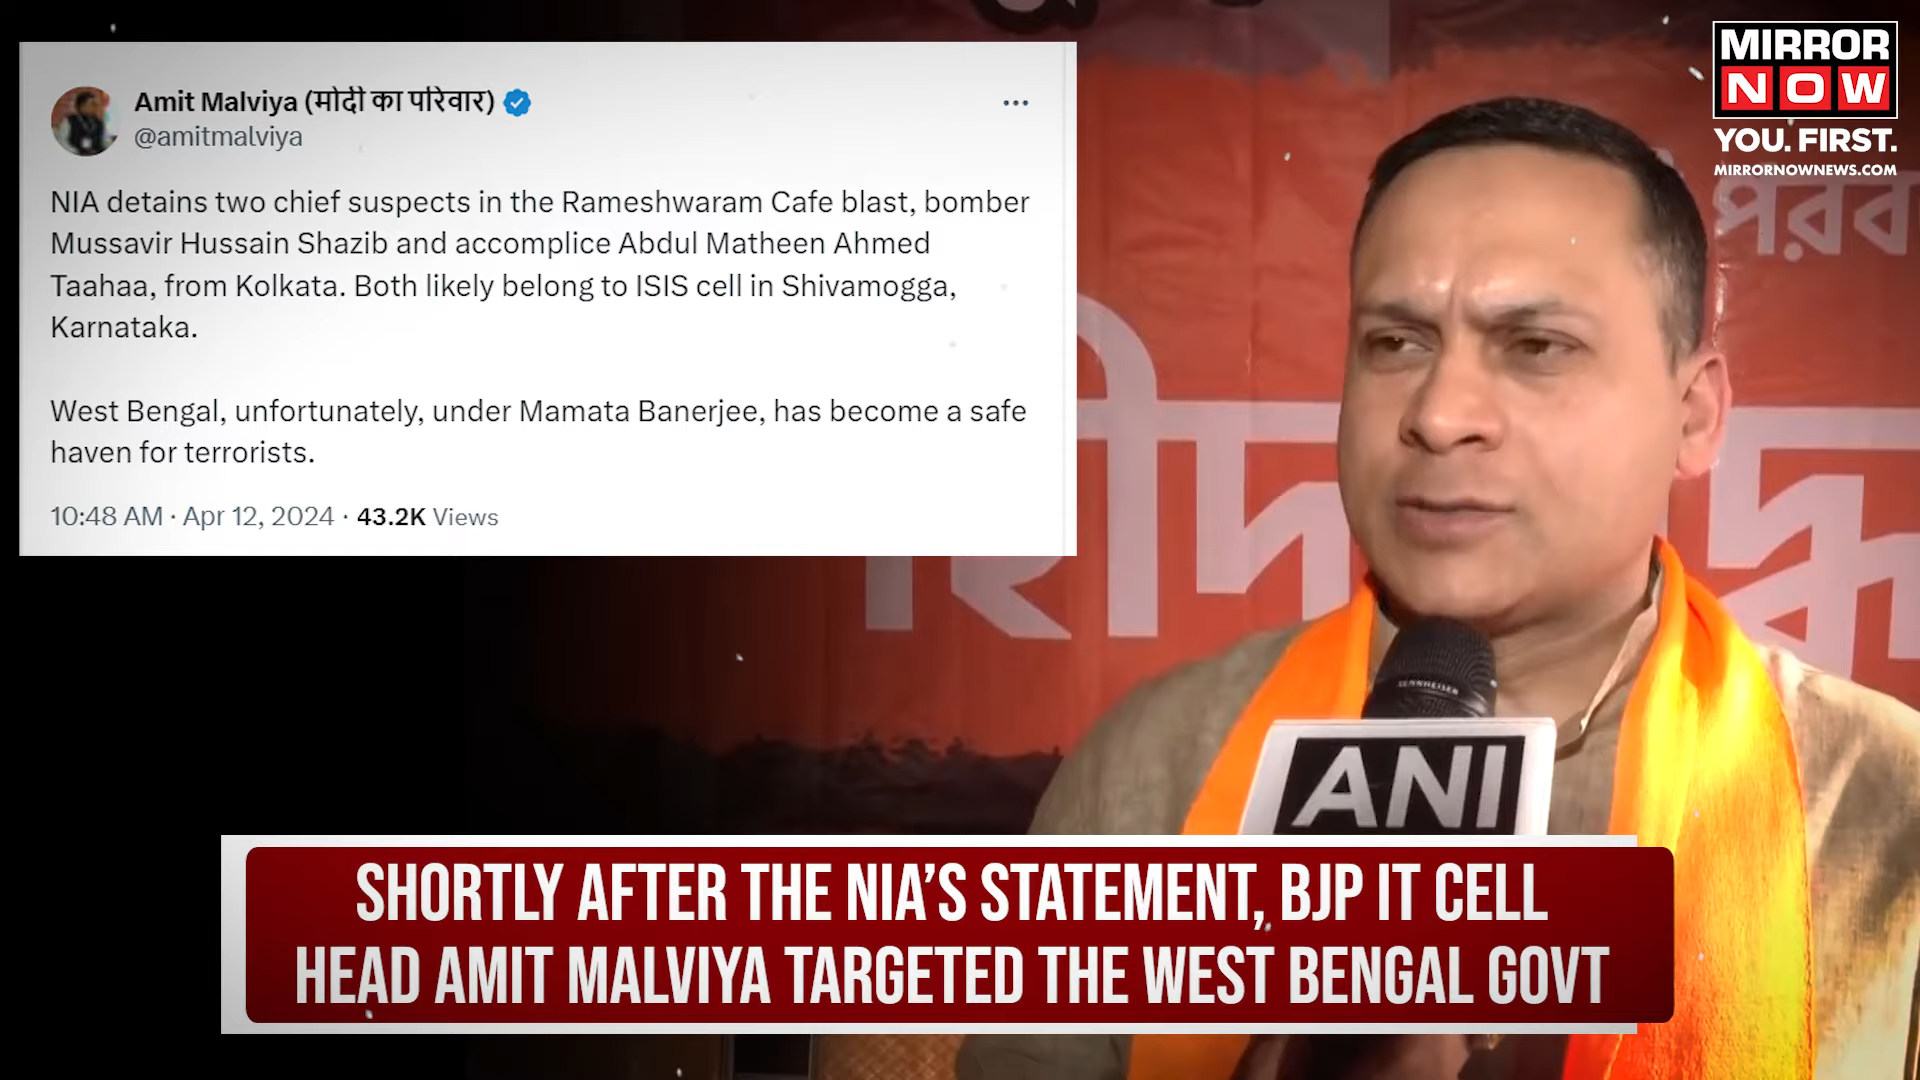 Amit Malviya (मोदी का परिवार)
@amitmalviya
NIA detains two chief suspects in the Rameshwaram Cafe blast, bomber
Mussavir Hussain Shazib and accomplice Abdul Matheen Ahmed
Taahaa, from Kolkata. Both likely belong to ISIS cell in Shivamogga,
Karnataka.
West Bengal, unfortunately, under Mamata Banerjee, has become a safe
haven for terrorists.
10:48 AM · Apr 12, 2024 · 43.2K Views
MIRROR
NOW
YOU. FIRST.
MIRRORNOWNEWS.COM
SENNHEISER
ANI
SHORTLY AFTER THE NIA'S STATEMENT, BJP IT CELL
HEAD AMIT MALVIYA TARGETED THE WEST BENGAL GOVT